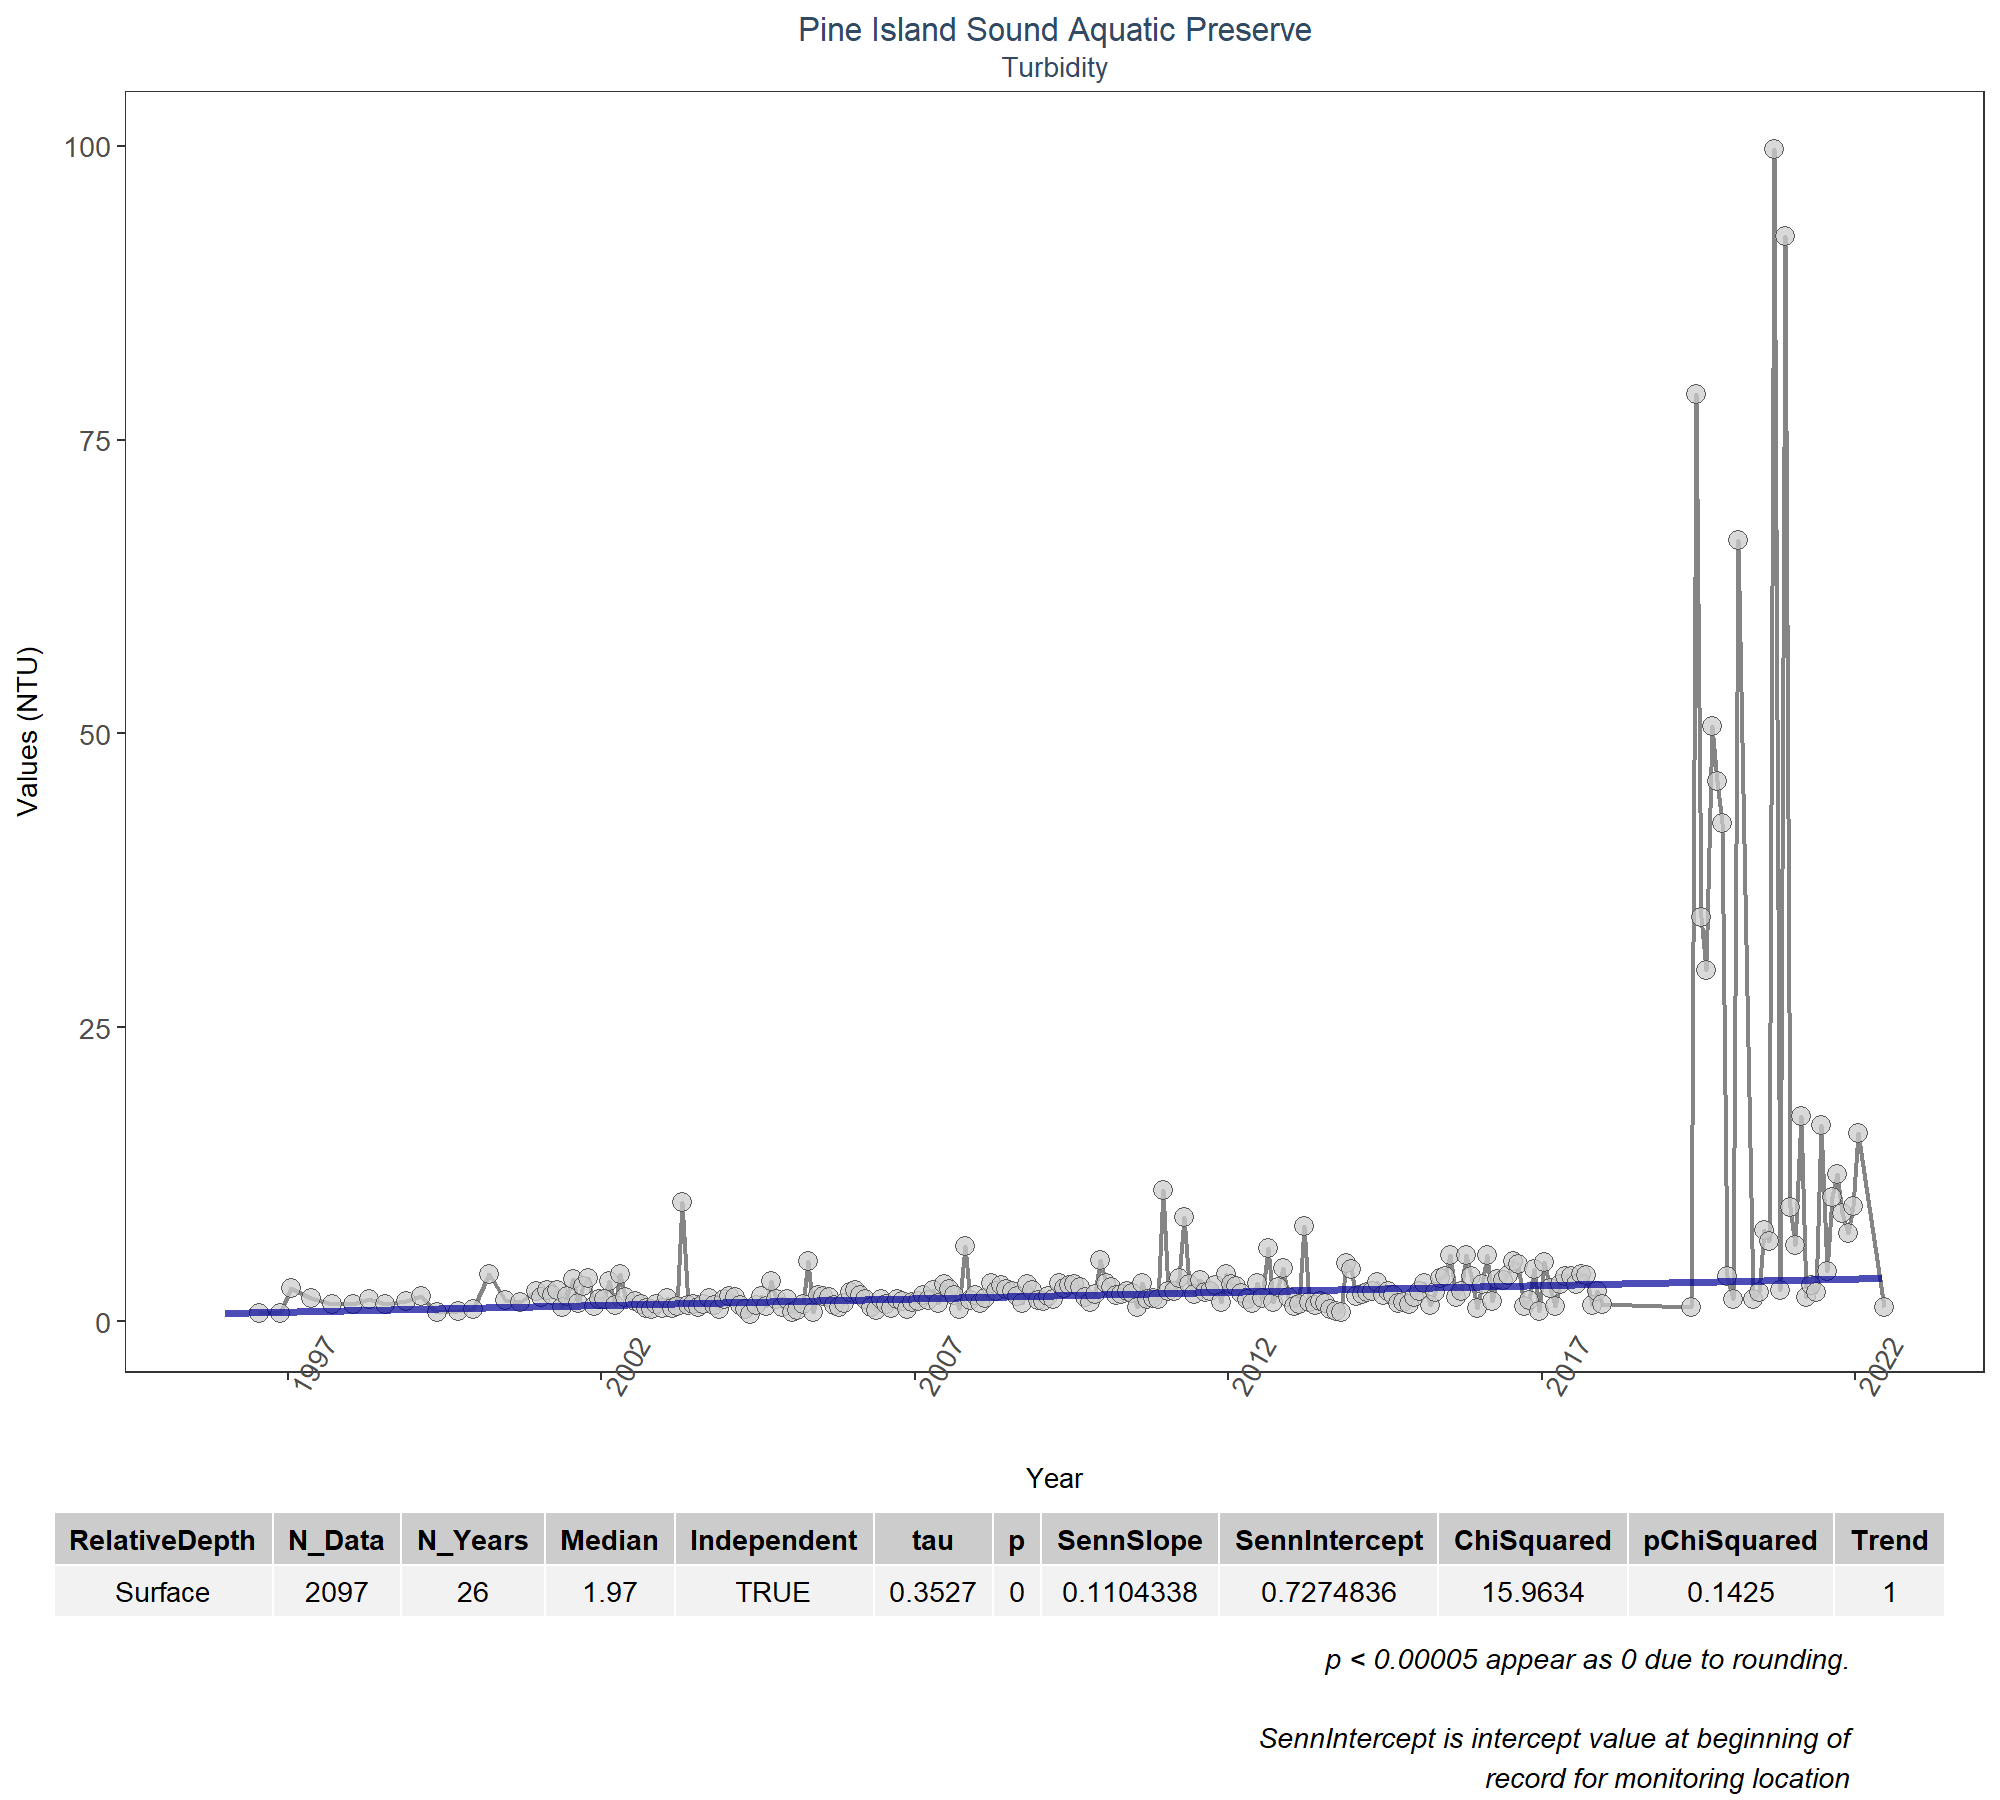 Pine Island Sound Aquatic Preserve
Turbidity
100
75
50
25
0
Values (NTU)
1997
2002
2007
2012
2017
2022
Year
RelativeDepth N_Data N_Years Median Independent tau p SennSlope SennIntercept ChiSquared pChiSquared Trend
Surface 2097 26 1.97 TRUE 0.3527 0 0.1104338 0.7274836 15.9634 0.1425 1
p < 0.00005 appear as 0 due to rounding.
SennIntercept is intercept value at beginning of
record for monitoring location